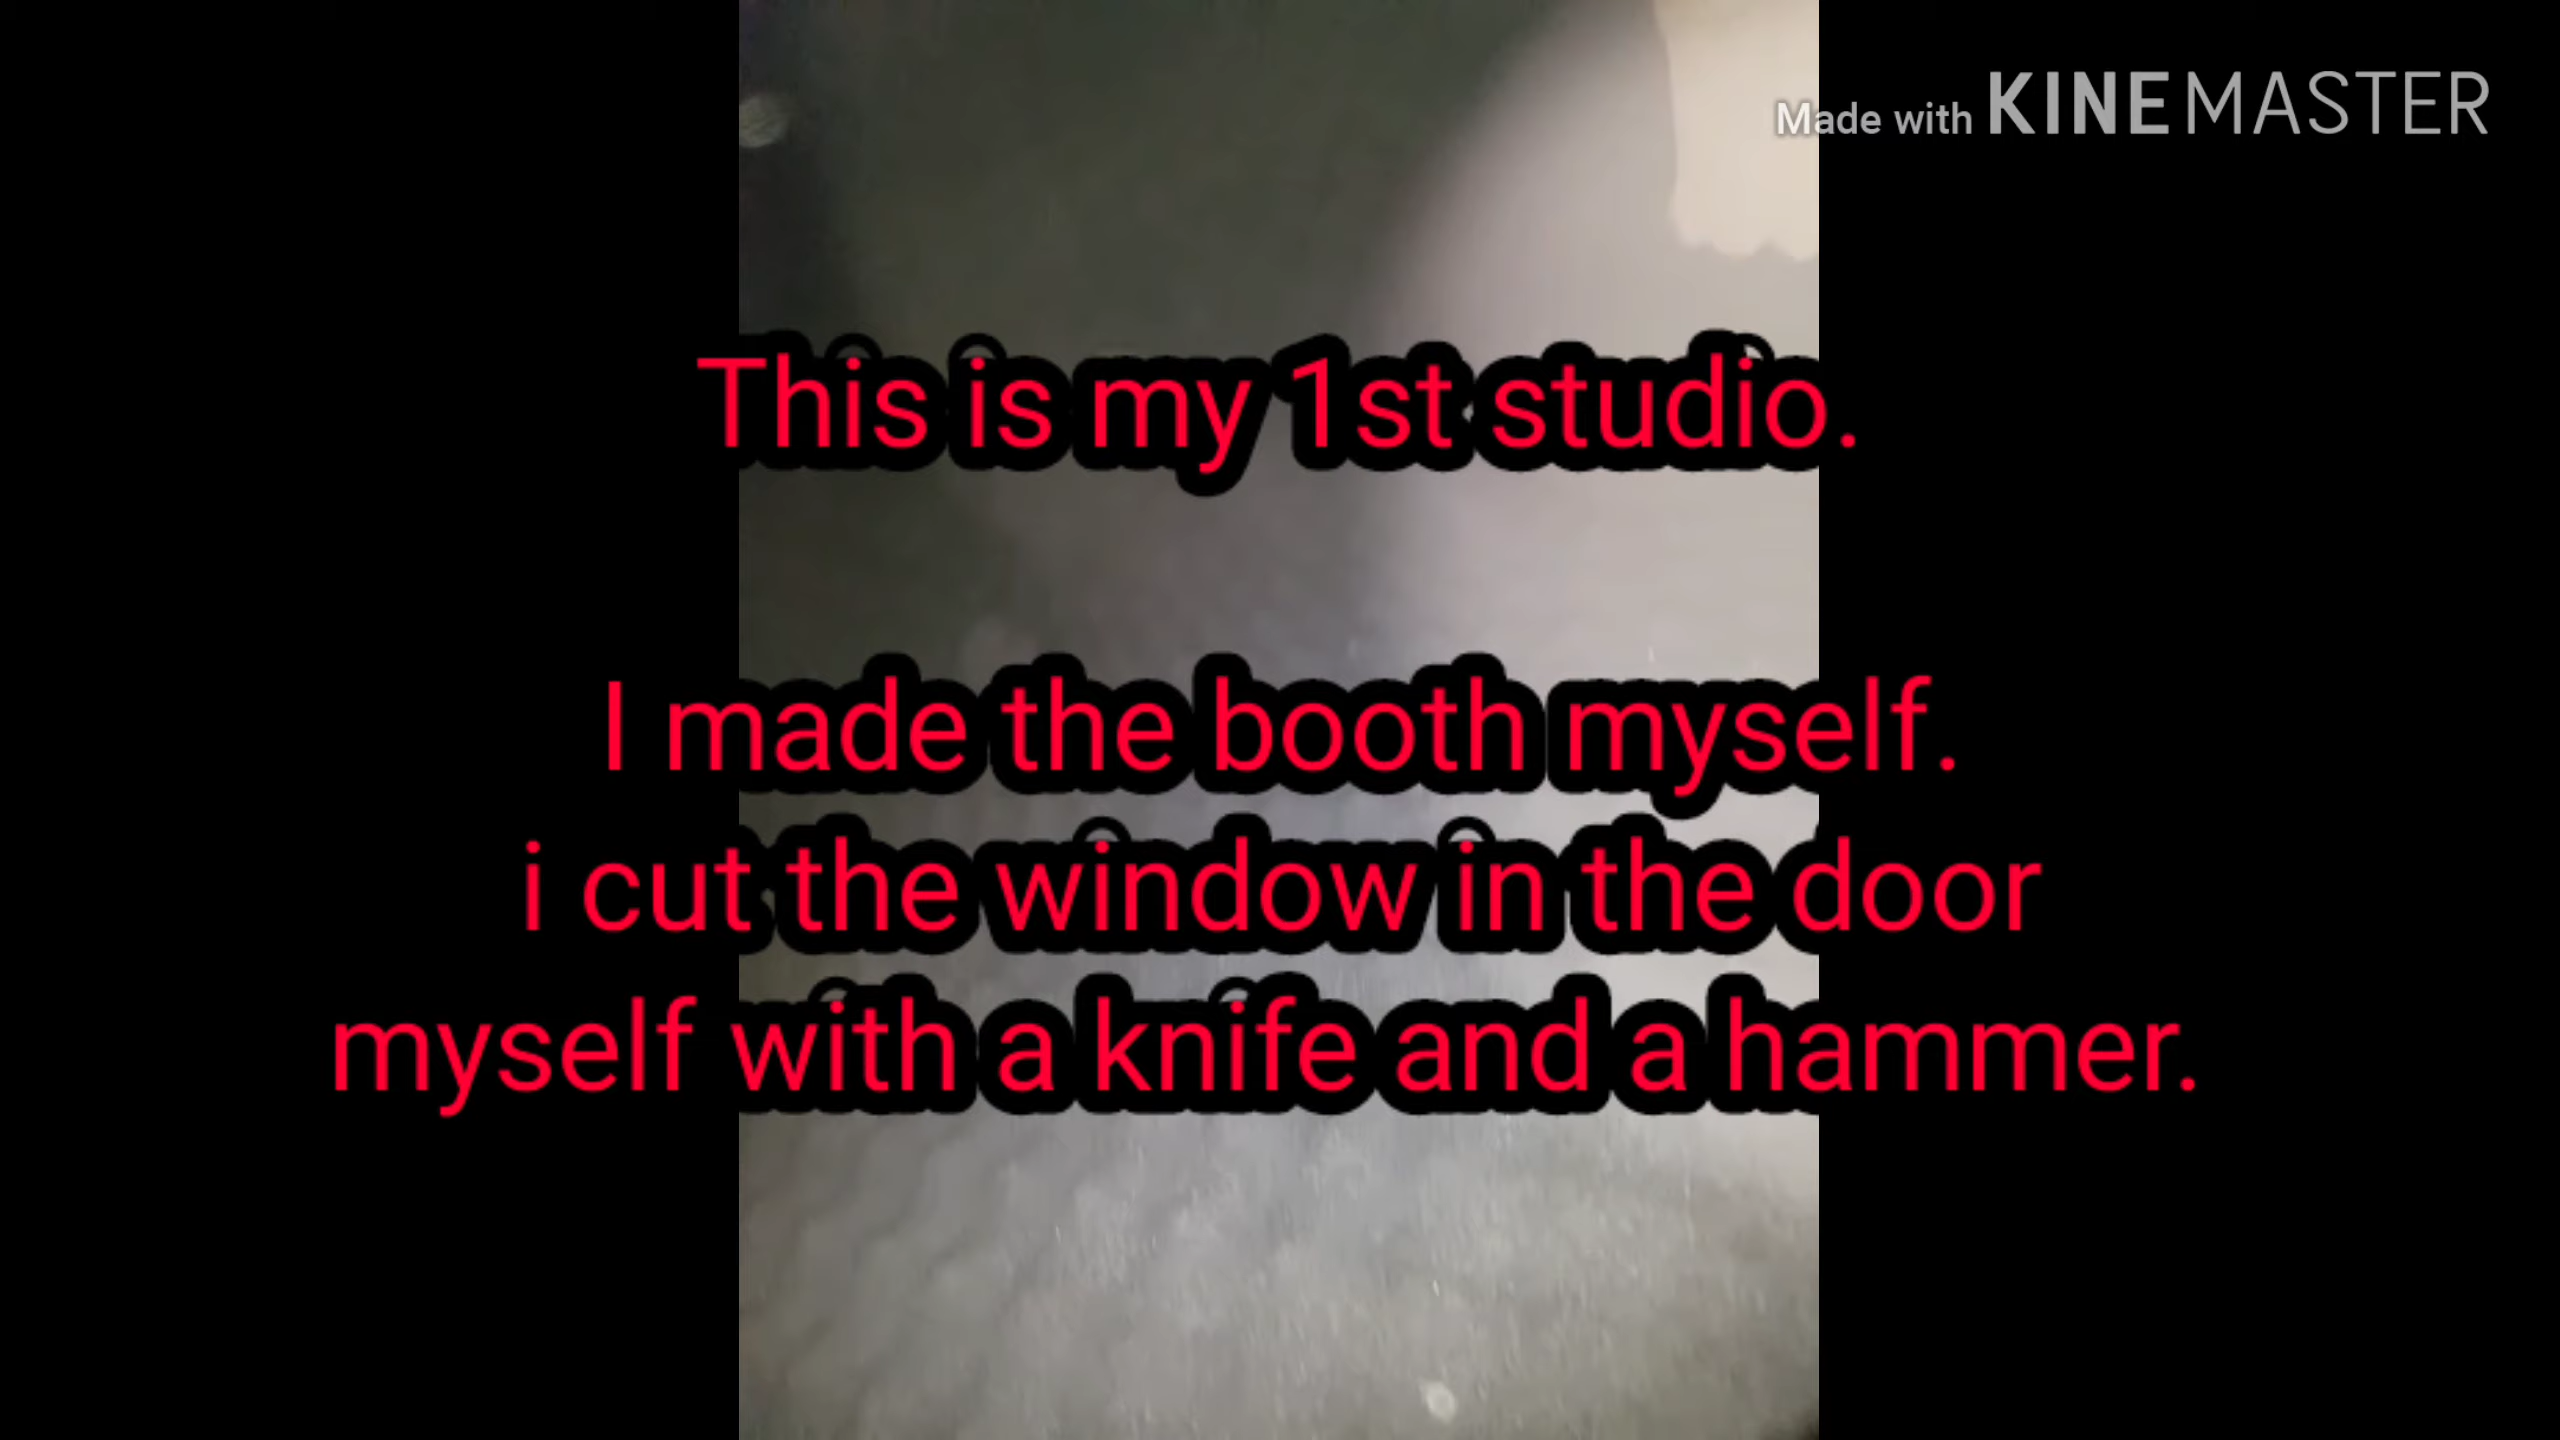 Made with KINEMASTER
This is my 1st studio.
I made the booth myself.
i cut the window in the door
myself with a knife and a hammer.